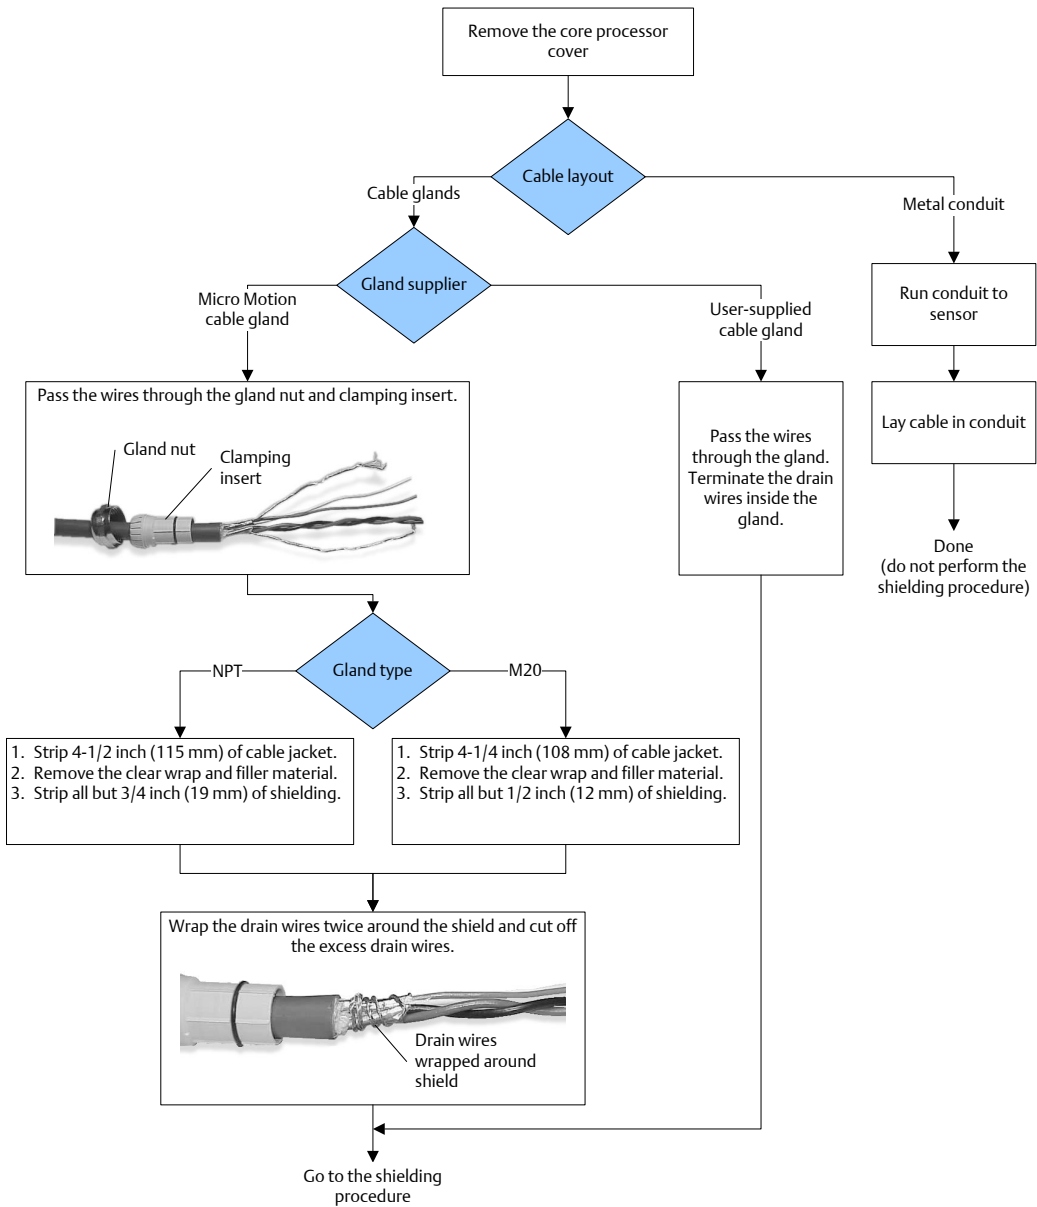 Remove the core processor
cover
Cable layout
Cable glands
Metal conduit
Gland supplier
Run conduit to
sensor
Micro Motion
cable gland
User-supplied
cable gland
Pass the wires through the gland nut and clamping insert.
Gland nut
Clamping
insert
Pass the wires
through the gland.
Terminate the drain
wires inside the
gland.
Lay cable in conduit
Done
(do not perform the
shielding procedure)
Gland type
NPT
M20
1. Strip 4-1/2 inch (115 mm) of cable jacket.
2. Remove the clear wrap and filler material.
3. Strip all but 3/4 inch (19 mm) of shielding.
1. Strip 4-1/4 inch (108 mm) of cable jacket.
2. Remove the clear wrap and filler material.
3. Strip all but 1/2 inch (12 mm) of shielding.
Wrap the drain wires twice around the shield and cut off
the excess drain wires.
Drain wires
wrapped around
shield
Go to the shielding
procedure